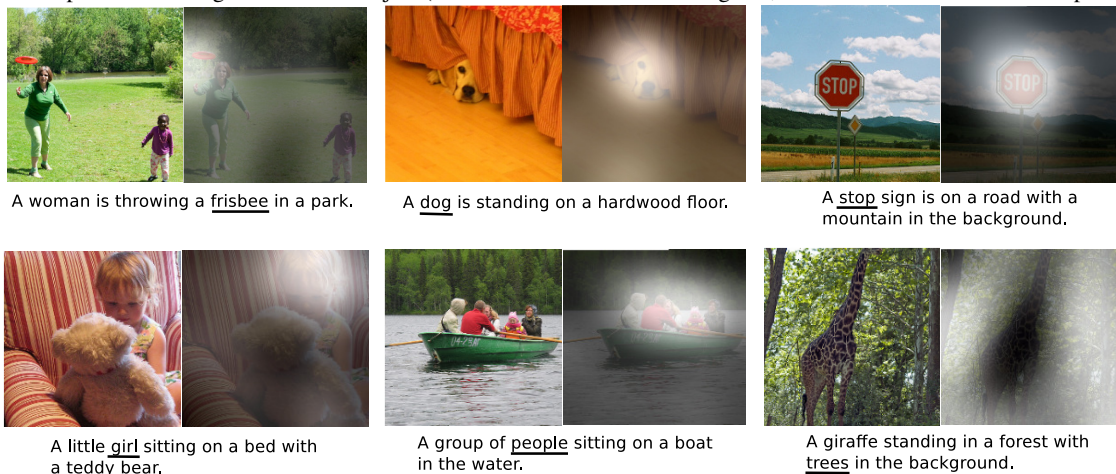 STOP
STOP
A woman is throwing a frisbee in a park.
A dog is standing on a hardwood floor.
A stop sign is on a road with a
mountain in the background.
A little girl sitting on a bed with
a teddy bear.
A group of people sitting on a boat
in the water.
A giraffe standing in a forest with
trees in the background.